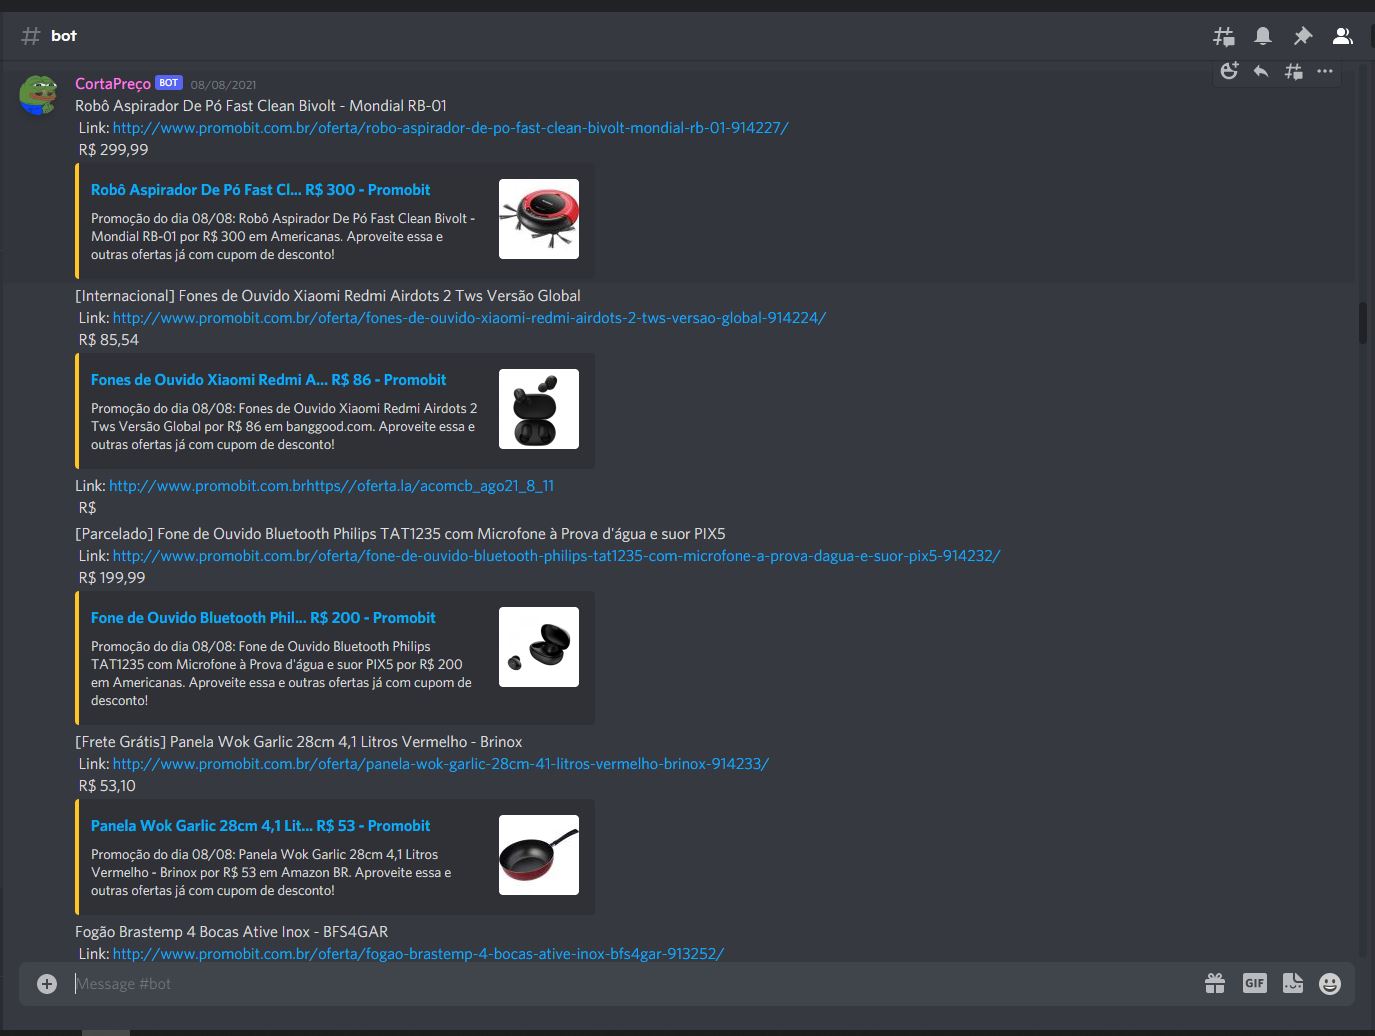 bot
CortaPreço BOT 08/08/2021
Robô Aspirador De Pó Fast Clean Bivolt - Mondial RB-01
Link: http://www.promobit.com.br/oferta/robo-aspirador-de-po-fast-clean-bivolt-mondial-rb-01-914227/
R$ 299,99
Robô Aspirador De Pó Fast Cl... R$ 300 - Promobit
Promoção do dia 08/08: Robô Aspirador De Pó Fast Clean Bivolt -
Mondial RB-01 por R$ 300 em Americanas. Aproveite essa e
outras ofertas já com cupom de desconto!
[Internacional] Fones de Ouvido Xiaomi Redmi Airdots 2 Tws Versão Global
Link: http://www.promobit.com.br/oferta/fones-de-ouvido-xiaomi-redmi-airdots-2-tws-versao-global-914224/
R$ 85,54
Fones de Ouvido Xiaomi Redmi A... R$ 86 - Promobit
Promoção do dia 08/08: Fones de Ouvido Xiaomi Redmi Airdots 2
Tws Versão Global por R$ 86 em banggood.com. Aproveite essa e
outras ofertas já com cupom de desconto!
Link: http://www.promobit.com.brhttps//oferta.la/acomcb_ago21_8_11
R$
[Parcelado] Fone de Ouvido Bluetooth Philips TAT1235 com Microfone à Prova d'água e suor PIX5
Link: http://www.promobit.com.br/oferta/fone-de-ouvido-bluetooth-philips-tat1235-com-microfone-a-prova-dagua-e-suor-pix5-914232/
R$ 199,99
Fone de Ouvido Bluetooth Phil... R$ 200 - Promobit
Promoção do dia 08/08: Fone de Ouvido Bluetooth Philips
TAT1235 com Microfone à Prova d'água e suor PIX5 por R$ 200
em Americanas. Aproveite essa e outras ofertas já com cupom de
desconto!
[Frete Grátis] Panela Wok Garlic 28cm 4,1 Litros Vermelho - Brinox
Link: http://www.promobit.com.br/oferta/panela-wok-garlic-28cm-41-litros-vermelho-brinox-914233/
R$ 53,10
Panela Wok Garlic 28cm 4,1 Lit... R$ 53 - Promobit
Promoção do dia 08/08: Panela Wok Garlic 28cm 4,1 Litros
Vermelho - Brinox por R$ 53 em Amazon BR. Aproveite essa e
outras ofertas já com cupom de desconto!
Fogão Brastemp 4 Bocas Ative Inox - BFS4GAR
Link: http://www.promobit.com.br/oferta/fogao-brastemp-4-bocas-ative-inox-bfs4gar-913252/
Message #bot
GIF